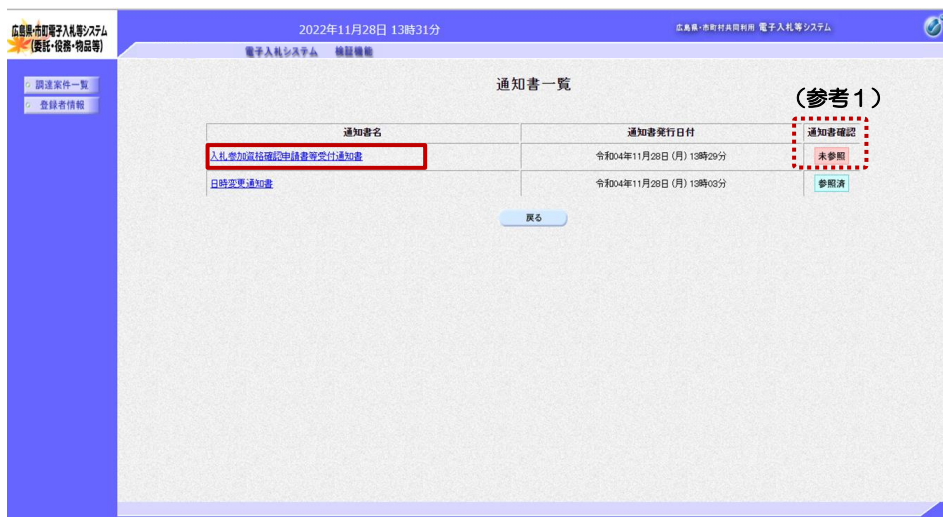 広島県・市町電子入札等システム
(委託・役務・物品等)
2022年11月28日 13時31分
広島県・市町村共同利用 電子入札等システム
電子入札システム 検証機能
調達案件一覧
登録者情報
通知書一覧
(参考1)
通知書名 通知書発行日付 通知書確認
入札参加資格確認申請書等受付通知書 令和04年11月28日 (月) 13時29分 未参照
日時変更通知書 令和04年11月28日 (月) 13時03分 参照済
戻る